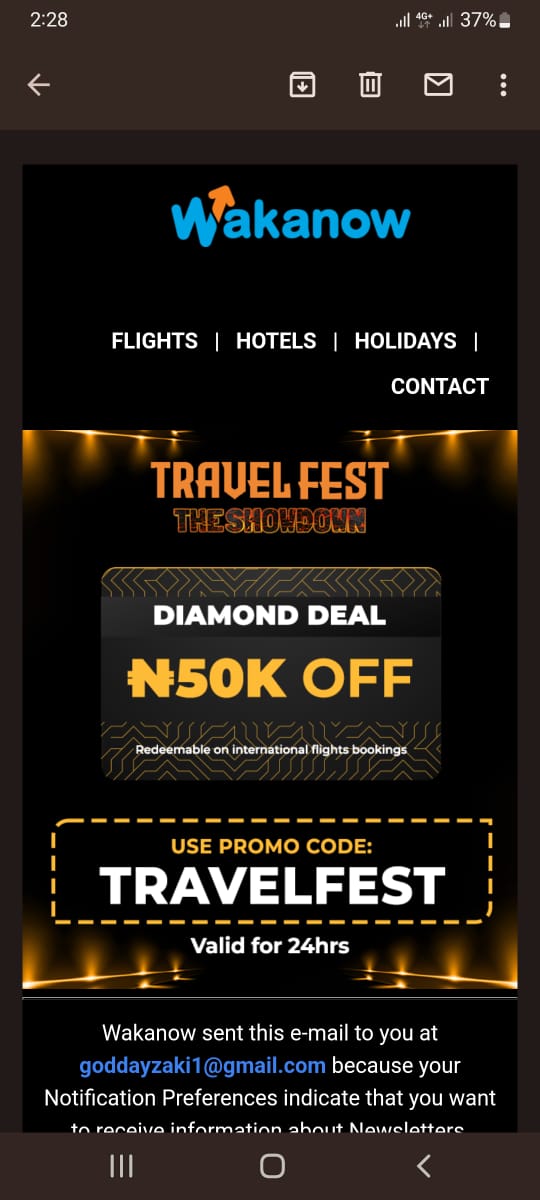 2:28
4G+
37%
Wakanow
FLIGHTS | HOTELS | HOLIDAYS |
CONTACT
TRAVEL FEST
THE SHOWDOWN
DIAMOND DEAL
₦50K OFF
Redeemable on international flights bookings
USE PROMO CODE:
TRAVELFEST
Valid for 24hrs
Wakanow sent this e-mail to you at
goddayzaki1@gmail.com because your
Notification Preferences indicate that you want
to receive information about Newsletters